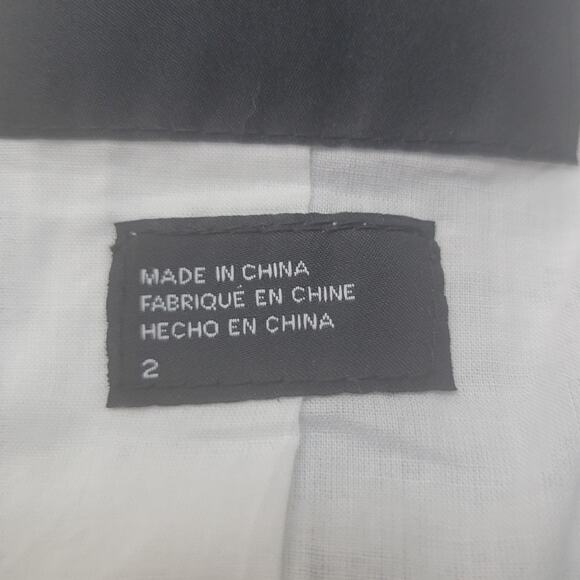 MADE IN CHINA
FABRIQUÉ EN CHINE
HECHO EN CHINA
2